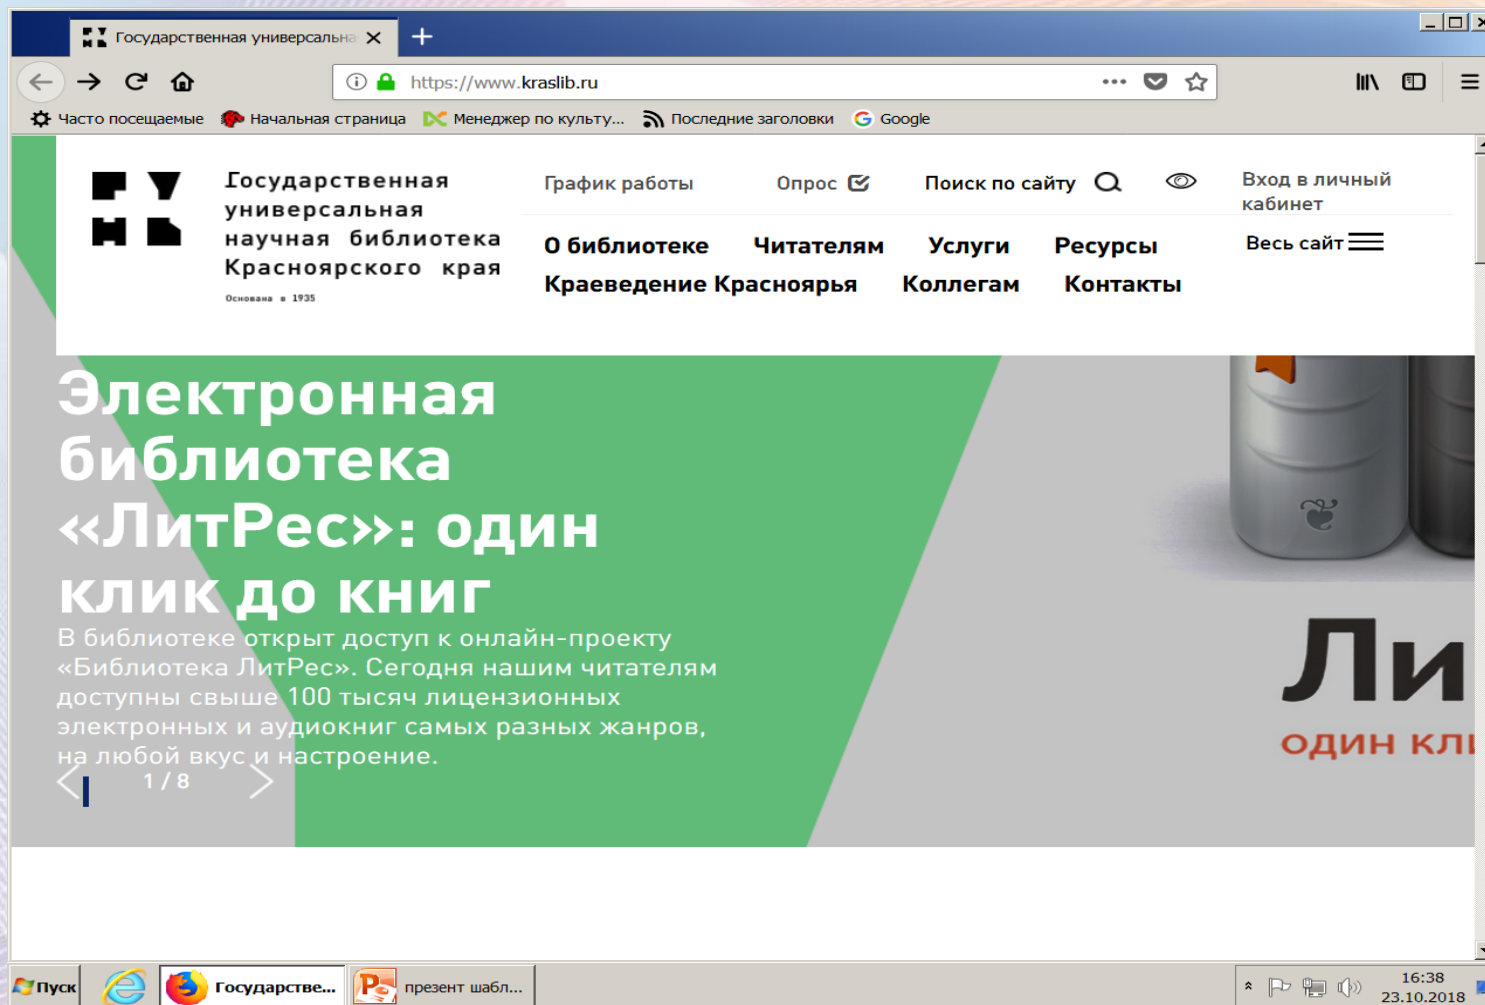 Государственная универсальна
https://www.kraslib.ru
Часто посещаемые Начальная страница Менеджер по культу... Последние заголовки Google
ГУ
НБ
Государственная
универсальная
научная библиотека
Красноярского края
Основана в 1935
График работы Опрос Поиск по сайту Вход в личный
кабинет
О библиотеке Читателям Услуги Ресурсы Весь сайт
Краеведение Красноярья Коллегам Контакты
Электронная
библиотека
«ЛитРес»: один
клик до книг
В библиотеке открыт доступ к онлайн-проекту
«Библиотека ЛитРес». Сегодня нашим читателям
доступны свыше 100 тысяч лицензионных
электронных и аудиокниг самых разных жанров,
на любой вкус и настроение.
1 / 8
Ли
один кли
Пуск Государстве... презент шабл... 16:38
23.10.2018